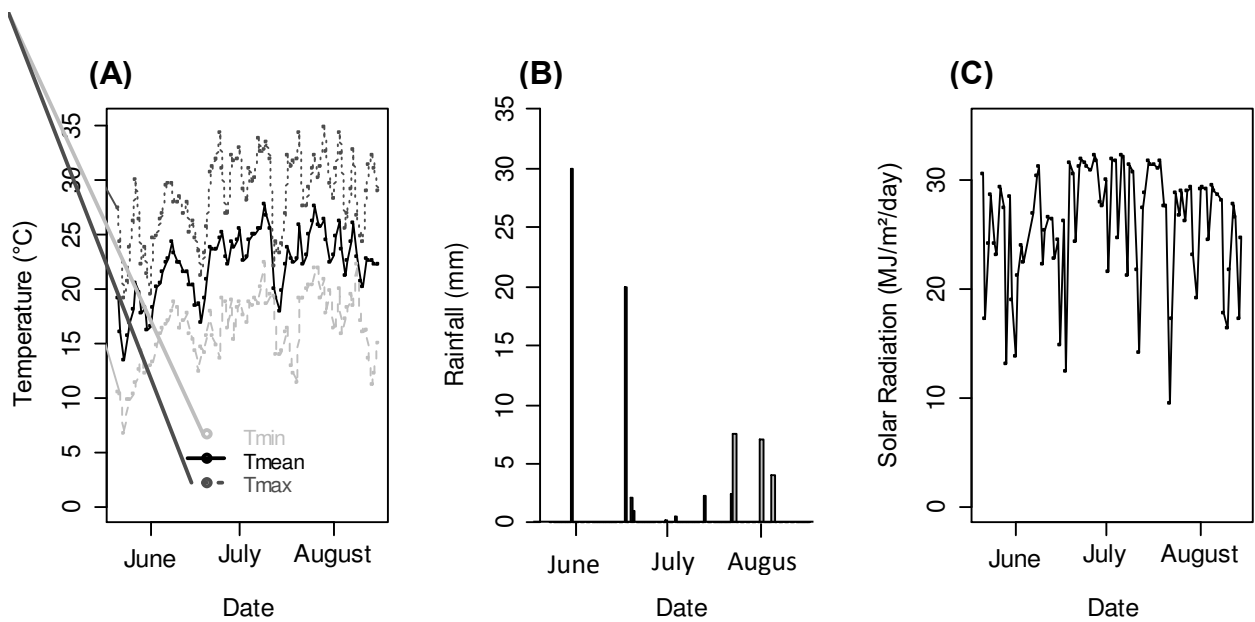 (A)
Temperature (°C)
35
30
25
20
15
10
5
0
Tmin
Tmean
Tmax
June
July
August
Date
(B)
Rainfall (mm)
35
30
25
20
15
10
5
0
June
July
Augus
Date
(C)
Solar Radiation (MJ/m²/day)
30
20
10
0
June
July
August
Date